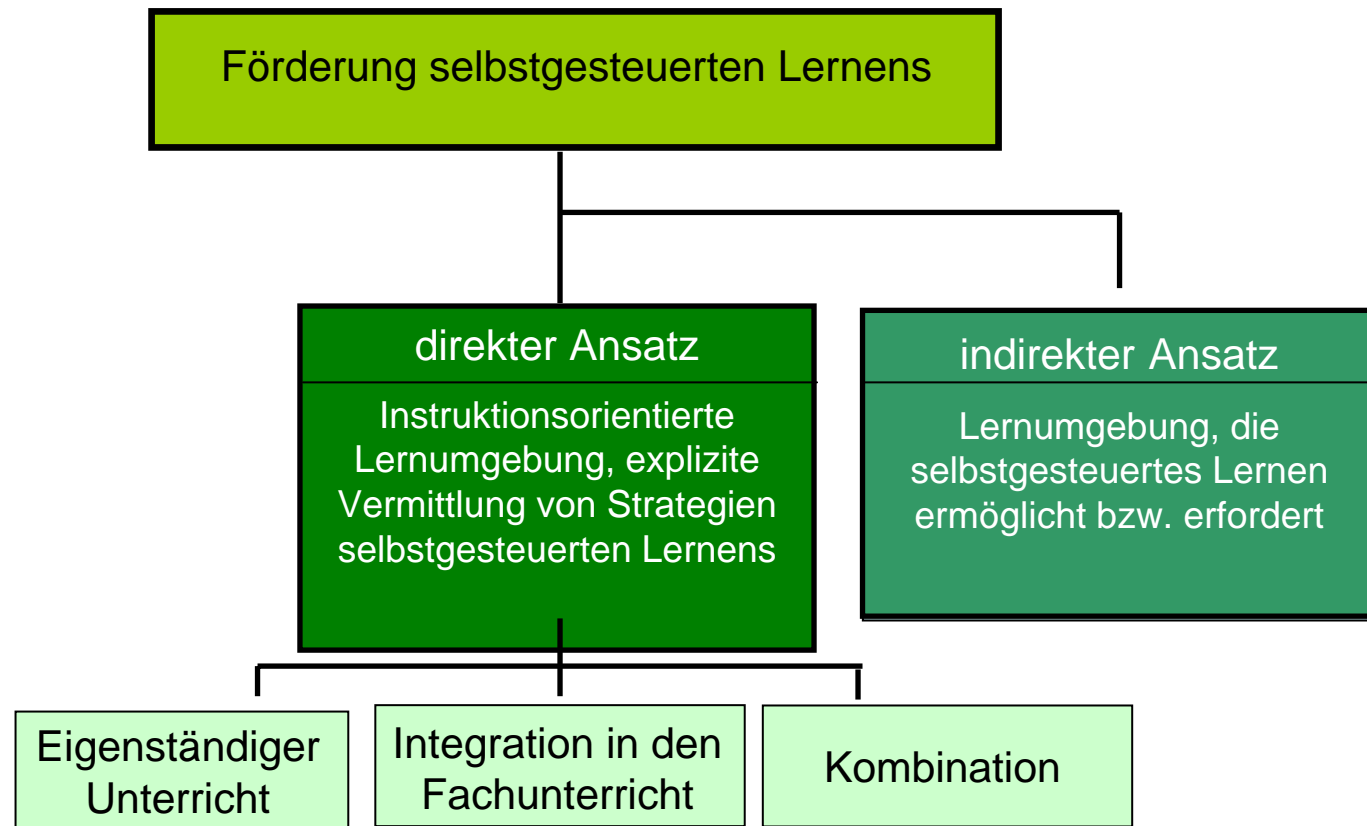 Förderung selbstgesteuerten Lernens
direkter Ansatz
Instruktionsorientierte
Lernumgebung, explizite
Vermittlung von Strategien
selbstgesteuerten Lernens
indirekter Ansatz
Lernumgebung, die
selbstgesteuertes Lernen
ermöglicht bzw. erfordert
Eigenständiger
Unterricht
Integration in den
Fachunterricht
Kombination